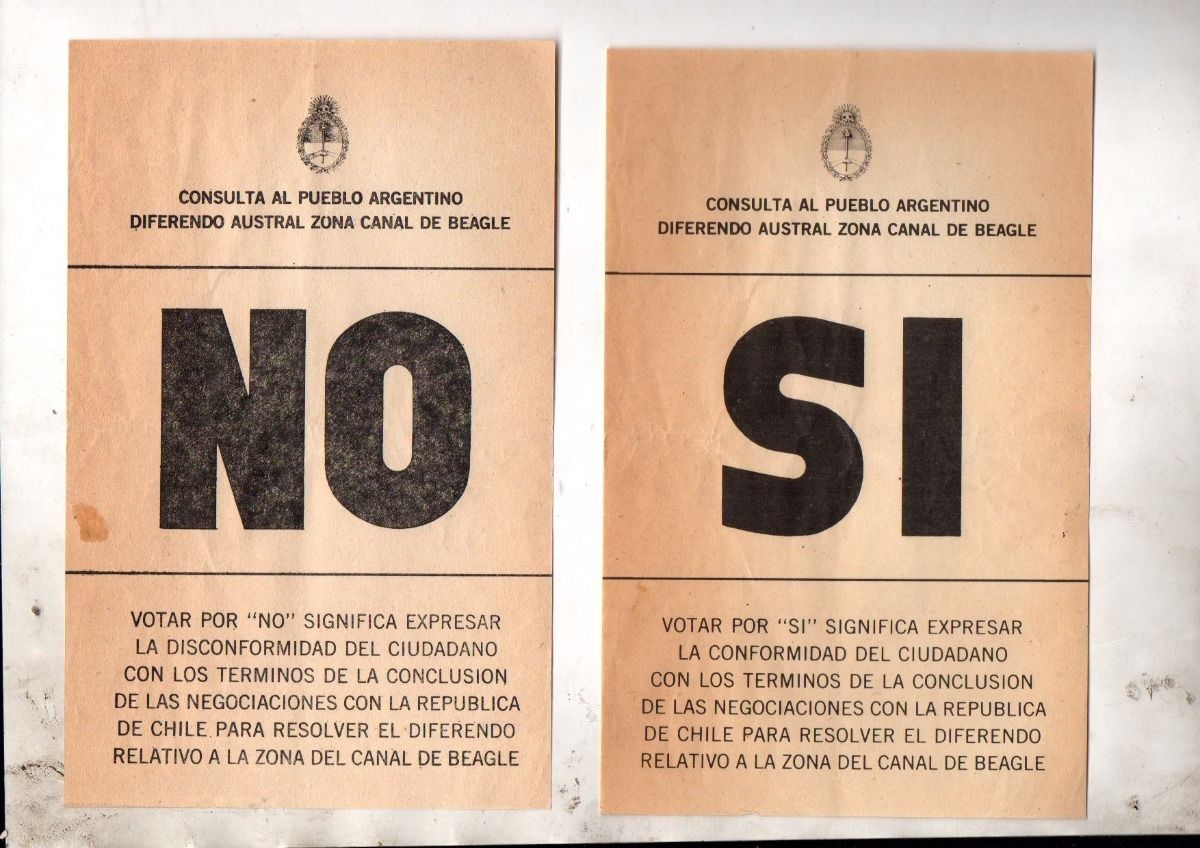 CONSULTA AL PUEBLO ARGENTINO
DIFERENDO AUSTRAL ZONA CANAL DE BEAGLE
NO
VOTAR POR "NO" SIGNIFICA EXPRESAR
LA DISCONFORMIDAD DEL CIUDADANO
CON LOS TERMINOS DE LA CONCLUSION
DE LAS NEGOCIACIONES CON LA REPUBLICA
DE CHILE PARA RESOLVER EL DIFERENDO
RELATIVO A LA ZONA DEL CANAL DE BEAGLE
CONSULTA AL PUEBLO ARGENTINO
DIFERENDO AUSTRAL ZONA CANAL DE BEAGLE
SI
VOTAR POR "SI" SIGNIFICA EXPRESAR
LA CONFORMIDAD DEL CIUDADANO
CON LOS TERMINOS DE LA CONCLUSION
DE LAS NEGOCIACIONES CON LA REPUBLICA
DE CHILE PARA RESOLVER EL DIFERENDO
RELATIVO A LA ZONA DEL CANAL DE BEAGLE